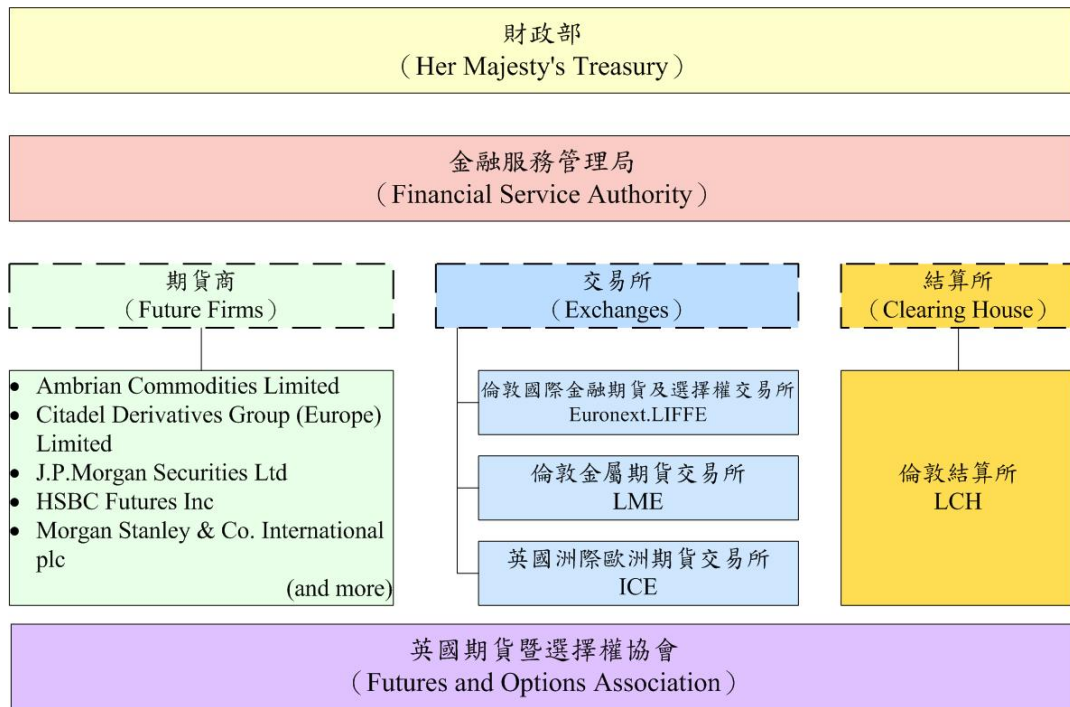 財政部
（Her Majesty's Treasury）
金融服務管理局
（Financial Service Authority）
期貨商
（Future Firms）
• Ambrian Commodities Limited
• Citadel Derivatives Group (Europe)
Limited
• J.P.Morgan Securities Ltd
• HSBC Futures Inc
• Morgan Stanley & Co. International
plc
(and more)
交易所
（Exchanges）
倫敦國際金融期貨及選擇權交易所
Euronext.LIFFE
倫敦金屬期貨交易所
LME
英國洲際歐洲期貨交易所
ICE
結算所
（Clearing House）
倫敦結算所
LCH
英國期貨暨選擇權協會
（Futures and Options Association）